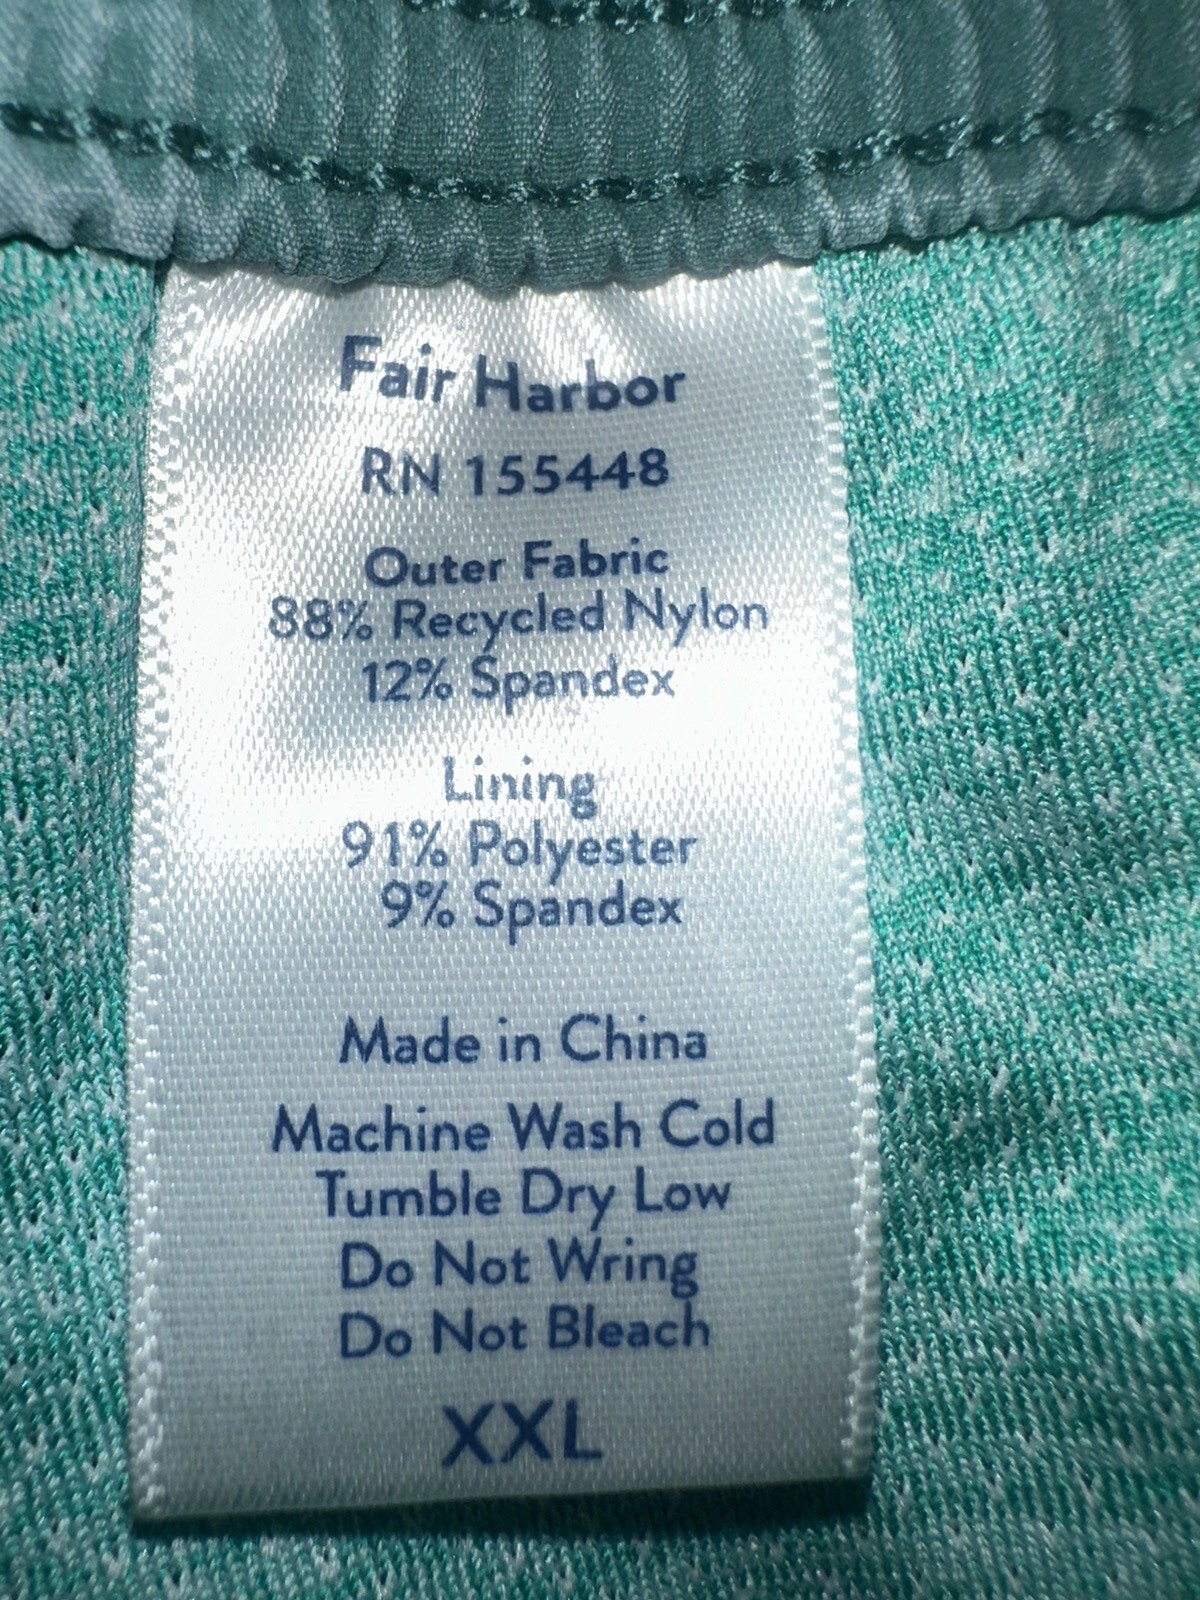 Fair Harbor
RN 155448
Outer Fabric
88% Recycled Nylon
12% Spandex
Lining
91% Polyester
9% Spandex
Made in China
Machine Wash Cold
Tumble Dry Low
Do Not Wring
Do Not Bleach
XXL